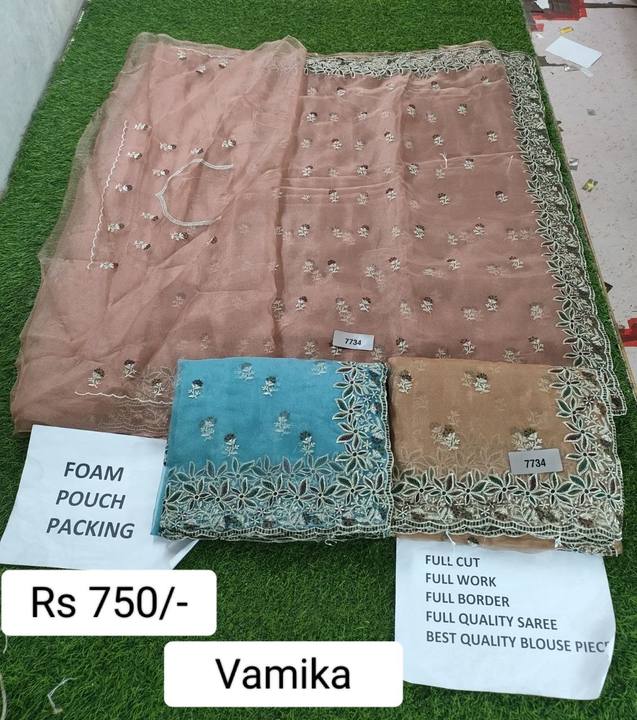 7734
7734
FOAM
POUCH
PACKING
FULL CUT
FULL WORK
FULL BORDER
FULL QUALITY SAREE
BEST QUALITY BLOUSE PIEC
Rs 750/-
Vamika